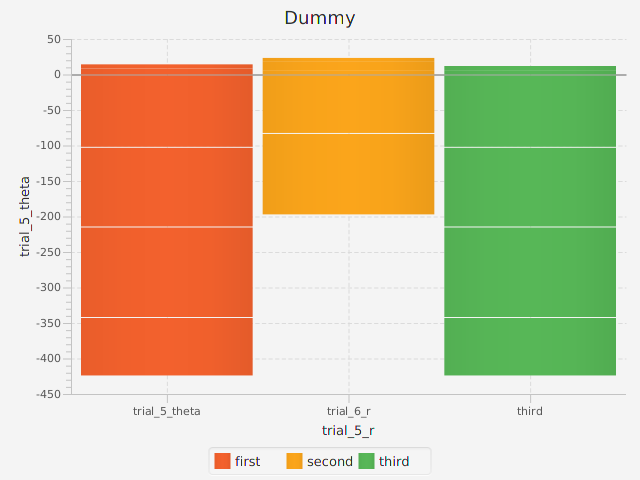 Dummy
trial_5_theta
50
0
-50
-100
-150
-200
-250
-300
-350
-400
-450
trial_5_theta
trial_6_r
third
trial_5_r
first
second
third